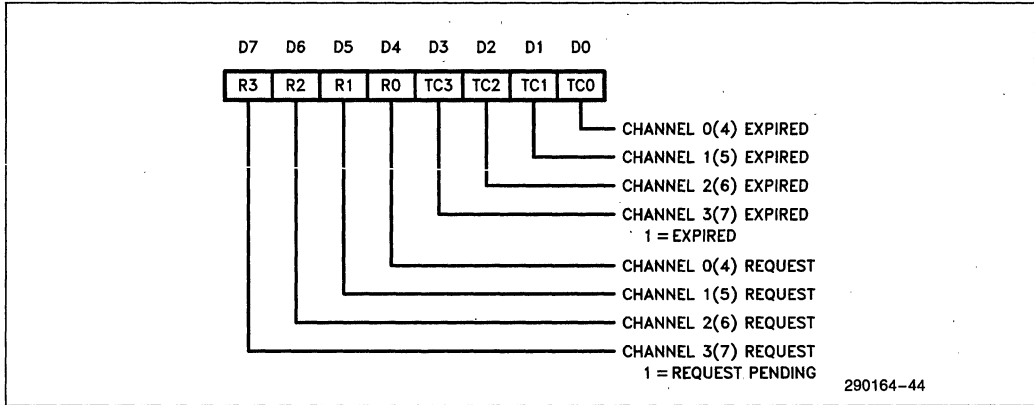 D7 D6 D5 D4 D3 D2 D1 D0
R3 R2 R1 R0 TC3 TC2 TC1 TC0
CHANNEL 0(4) EXPIRED
CHANNEL 1(5) EXPIRED
CHANNEL 2(6) EXPIRED
CHANNEL 3(7) EXPIRED
1 = EXPIRED
CHANNEL 0(4) REQUEST
CHANNEL 1(5) REQUEST
CHANNEL 2(6) REQUEST
CHANNEL 3(7) REQUEST
1 = REQUEST PENDING
290164-44